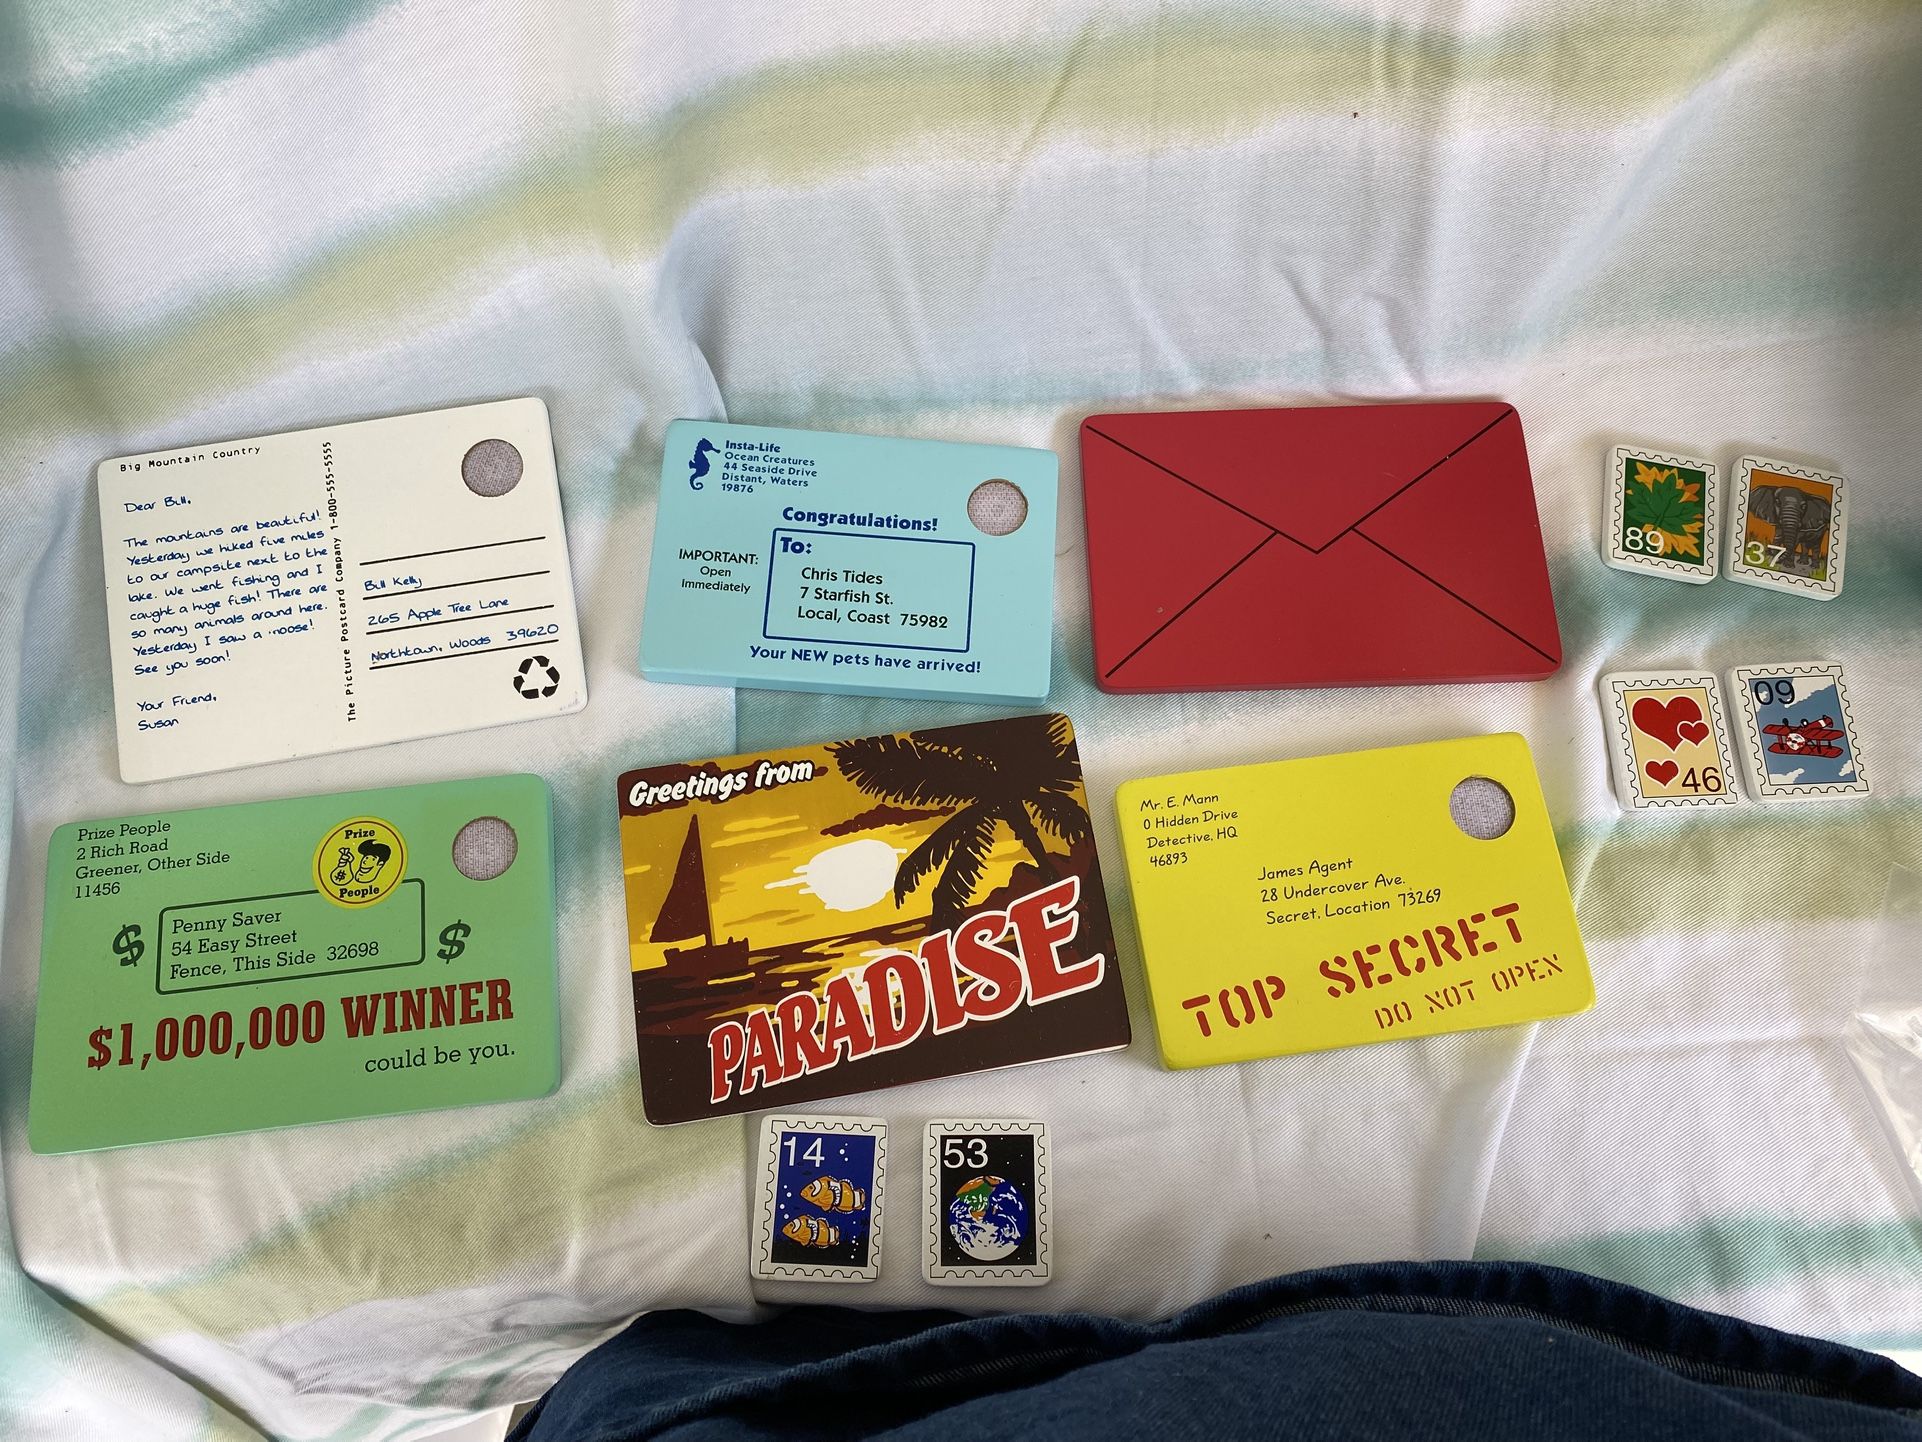 Big Mountain Country
Dear Bill,
The mountains are beautiful!
Yesterday we hiked five miles
to our campsite next to the
lake. We went fishing and I
caught a huge fish! There are
so many animals around here.
Yesterday I saw a moose!
See you soon!
Your Friend,
Susan
The Picture Postcard Company 1-800-555-5555
Bill Kelly
265 Apple Tree Lane
Northtown, Woods 39620
Insta-Life
Ocean Creatures
44 Seaside Drive
Distant, Waters
19876
Congratulations!
IMPORTANT:
Open
Immediately
To:
Chris Tides
7 Starfish St.
Local, Coast 75982
Your NEW pets have arrived!
89
37
46
09
Prize People
2 Rich Road
Greener, Other Side
11456
Prize
People
$
Penny Saver
54 Easy Street
Fence, This Side 32698
$
$1,000,000 WINNER
could be you.
Greetings from
PARADISE
Mr. E. Mann
0 Hidden Drive
Detective, HQ
46893
James Agent
28 Undercover Ave.
Secret, Location 73269
TOP SECRET
DO NOT OPEN
14
53